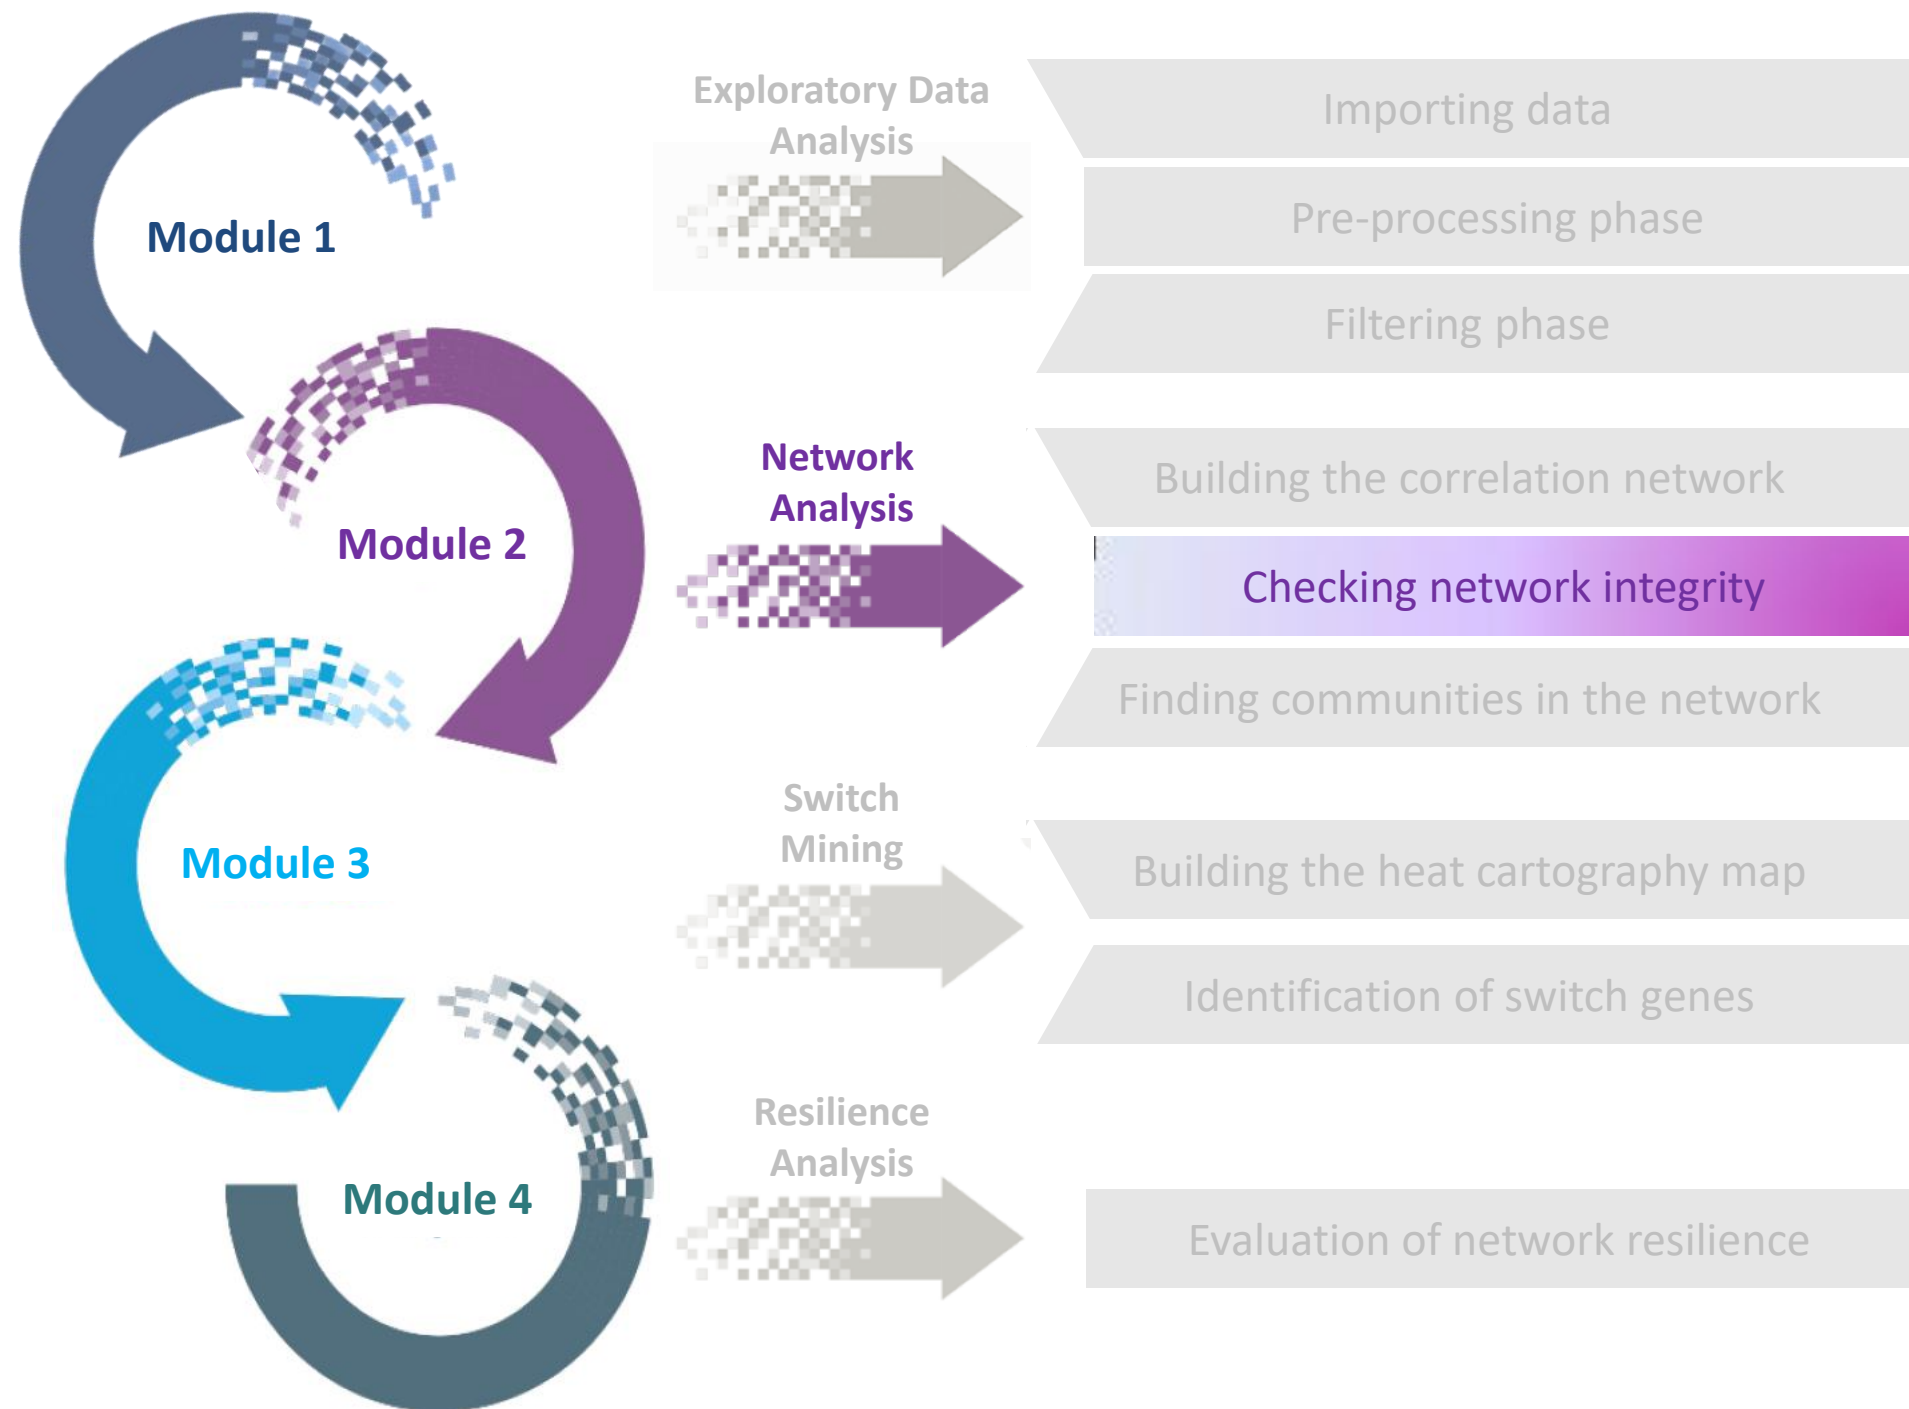 Module 1
Exploratory Data
Analysis
Importing data
Pre-processing phase
Filtering phase
Module 2
Network
Analysis
Building the correlation network
Checking network integrity
Finding communities in the network
Module 3
Switch
Mining
Building the heat cartography map
Identification of switch genes
Module 4
Resilience
Analysis
Evaluation of network resilience